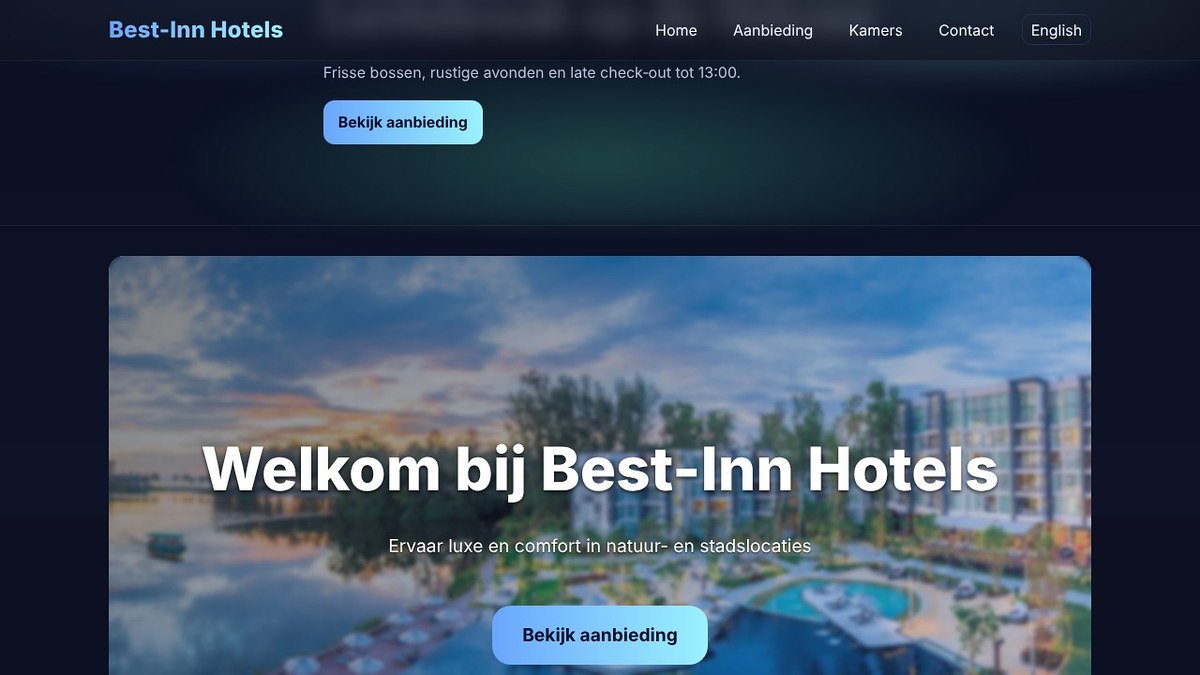 Best-Inn Hotels
Home
Aanbieding
Kamers
Contact
English
Frisse bossen, rustige avonden en late check-out tot 13:00.
Bekijk aanbieding
Welkom bij Best-Inn Hotels
Ervaar luxe en comfort in natuur- en stadslocaties
Bekijk aanbieding